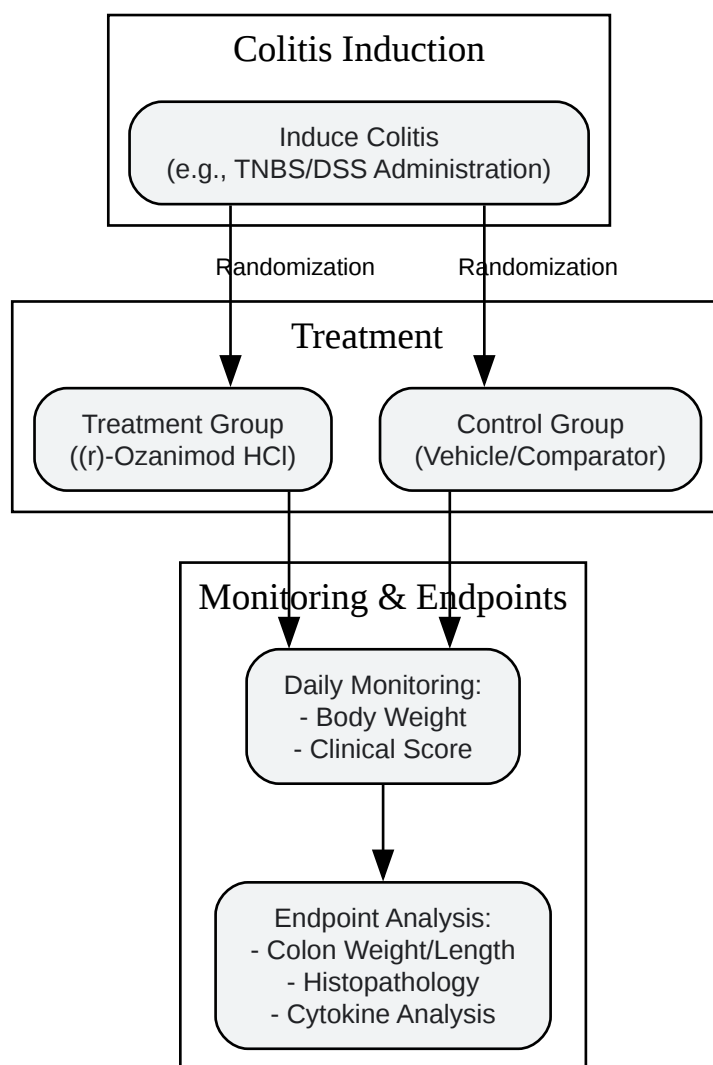 Colitis Induction
Induce Colitis
(e.g., TNBS/DSS Administration)
Randomization
Randomization
Treatment
Treatment Group
((r)-Ozanimod HCl)
Control Group
(Vehicle/Comparator)
Monitoring & Endpoints
Daily Monitoring:
- Body Weight
- Clinical Score
Endpoint Analysis:
- Colon Weight/Length
- Histopathology
- Cytokine Analysis